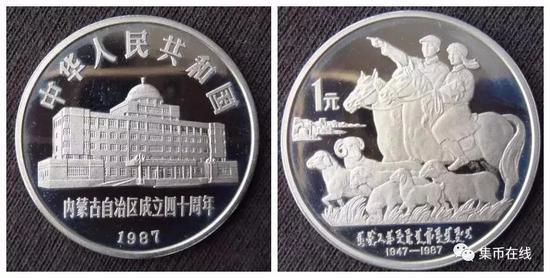 中华人民共和国
内蒙古自治区成立四十周年
1987
1元
1947—1987
集币在线